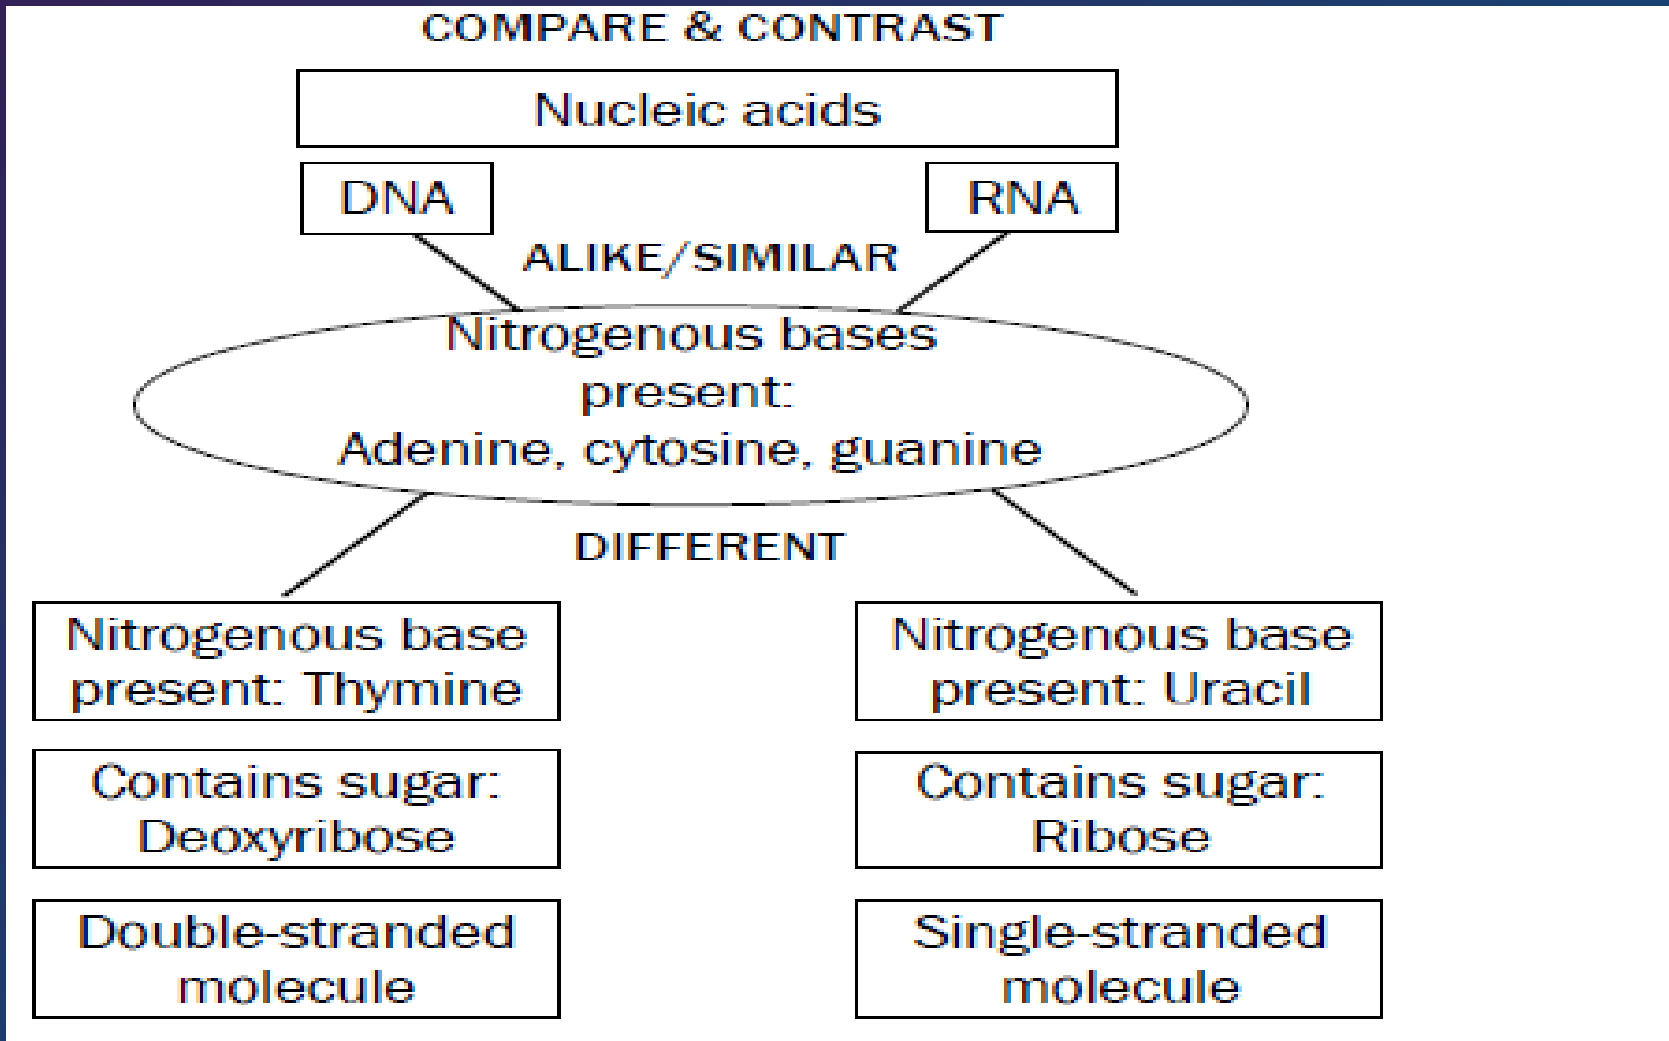 COMPARE & CONTRAST
Nucleic acids
DNA
RNA
ALIKE/SIMILAR
Nitrogenous bases
present:
Adenine, cytosine, guanine
DIFFERENT
Nitrogenous base
present: Thymine
Nitrogenous base
present: Uracil
Contains sugar:
Deoxyribose
Contains sugar:
Ribose
Double-stranded
molecule
Single-stranded
molecule